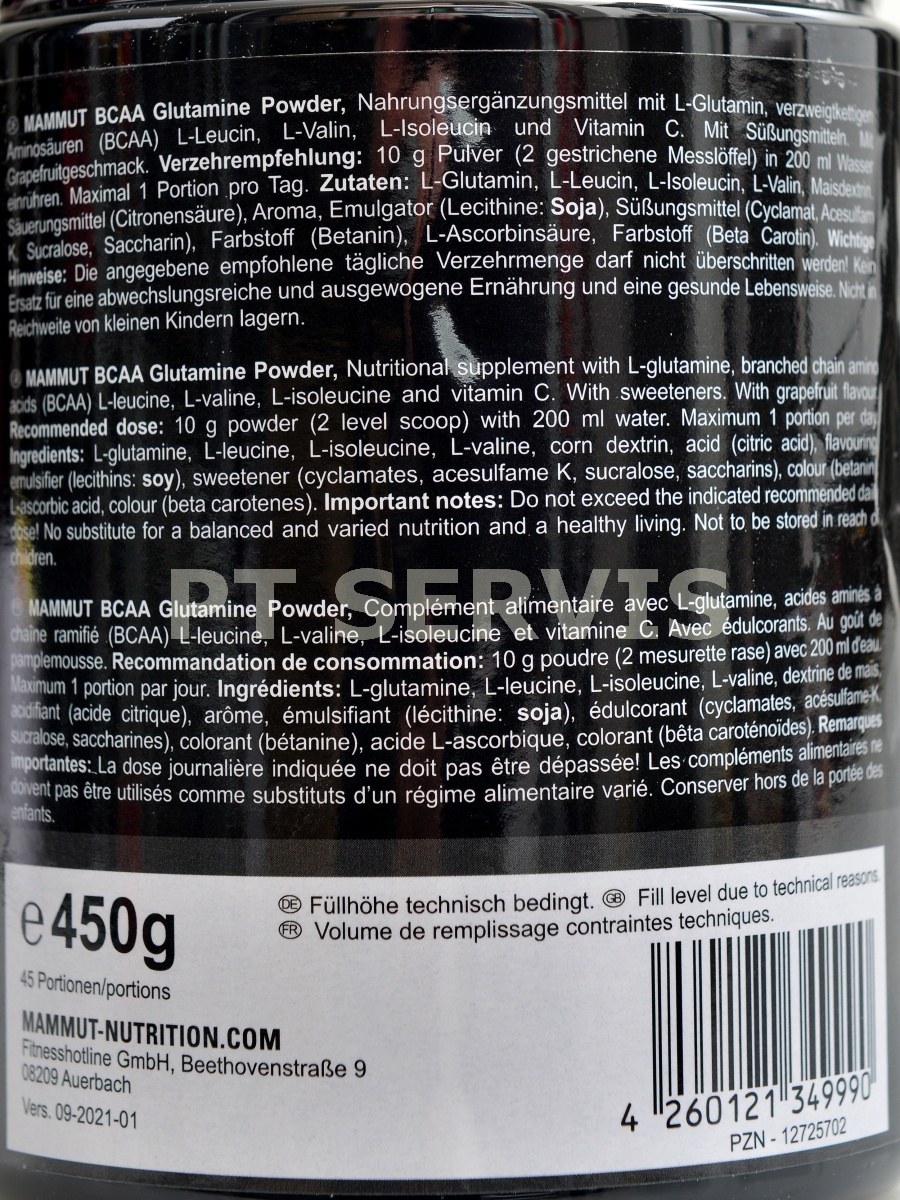 MAMMUT BCAA Glutamine Powder, Nahrungsergänzungsmittel mit L-Glutamin, verzweigtkettigen
Aminosäuren (BCAA) L-Leucin, L-Valin, L-Isoleucin und Vitamin C. Mit Süßungsmitteln. Mit
Grapefruitgeschmack. Verzehrempfehlung: 10 g Pulver (2 gestrichene Messlöffel) in 200 ml Wasser
einrühren. Maximal 1 Portion pro Tag. Zutaten: L-Glutamin, L-Leucin, L-Isoleucin, L-Valin, Maisdextrin,
Säuerungsmittel (Citronensäure), Aroma, Emulgator (Lecithine: Soja), Süßungsmittel (Cyclamat, Acesulfam
K, Sucralose, Saccharin), Farbstoff (Betanin), L-Ascorbinsäure, Farbstoff (Beta Carotin). Wichtige
Hinweise: Die angegebene empfohlene tägliche Verzehrmenge darf nicht überschritten werden! Kein
Ersatz für eine abwechslungsreiche und ausgewogene Ernährung und eine gesunde Lebensweise. Nicht in
Reichweite von kleinen Kindern lagern.
MAMMUT BCAA Glutamine Powder, Nutritional supplement with L-glutamine, branched chain amino
acids (BCAA) L-leucine, L-valine, L-isoleucine and vitamin C. With sweeteners. With grapefruit flavour.
Recommended dose: 10 g powder (2 level scoop) with 200 ml water. Maximum 1 portion per day.
Ingredients: L-glutamine, L-leucine, L-isoleucine, L-valine, corn dextrin, acid (citric acid), flavouring,
emulsifier (lecithins: soy), sweetener (cyclamates, acesulfame K, sucralose, saccharins), colour (betanin),
L-ascorbic acid, colour (beta carotenes). Important notes: Do not exceed the indicated recommended daily
dose! No substitute for a balanced and varied nutrition and a healthy living. Not to be stored in reach of
children.
PT SERVIS
MAMMUT BCAA Glutamine Powder, Complément alimentaire avec L-glutamine, acides aminés à
chaîne ramifié (BCAA) L-leucine, L-valine, L-isoleucine et vitamine C. Avec édulcorants. Au goût de
pamplemousse. Recommandation de consommation: 10 g poudre (2 mesurette rase) avec 200 ml d'eau.
Maximum 1 portion par jour. Ingrédients: L-glutamine, L-leucine, L-isoleucine, L-valine, dextrine de maïs,
acidifiant (acide citrique), arôme, émulsifiant (lécithine: soja), édulcorant (cyclamates, acésulfame-K,
sucralose, saccharines), colorant (bétanine), acide L-ascorbique, colorant (bêta caroténoïdes). Remarques
importantes: La dose journalière indiquée ne doit pas être dépassée! Les compléments alimentaires ne
doivent pas être utilisés comme substituts d'un régime alimentaire varié. Conserver hors de la portée des
enfants.
e 450g
45 Portionen/portions
DE Füllhöhe technisch bedingt. GB Fill level due to technical reasons.
FR Volume de remplissage contraintes techniques.
MAMMUT-NUTRITION.COM
Fitnesshotline GmbH, Beethovenstraße 9
08209 Auerbach
Vers. 09-2021-01
4 260121 349990
PZN - 12725702